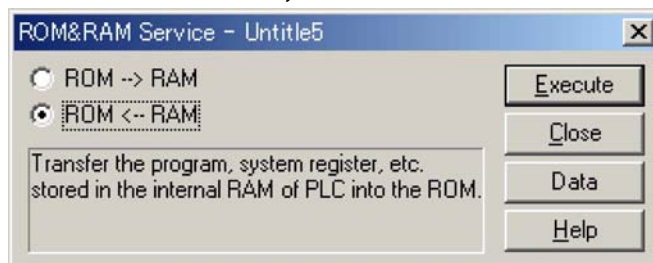 ROM&RAM Service - Untitle5
ROM --> RAM
ROM <-- RAM
Transfer the program, system register, etc.
stored in the internal RAM of PLC into the ROM.
Execute
Close
Data
Help